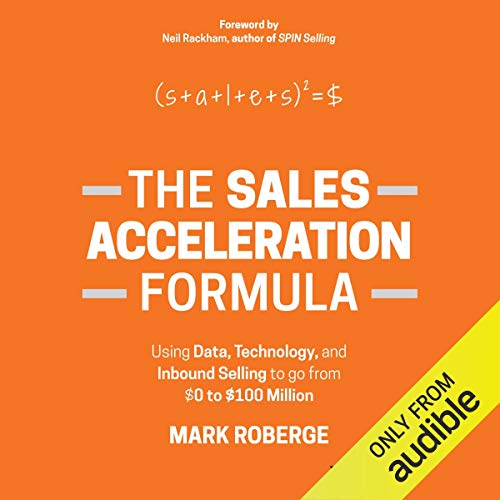 Foreword by
Neil Rackham, author of SPIN Selling
(s+a+l+e+s)²=$
THE SALES
ACCELERATION
FORMULA
Using Data, Technology, and
Inbound Selling to go from
$0 to $100 Million
MARK ROBERGE
ONLY FROM
audible